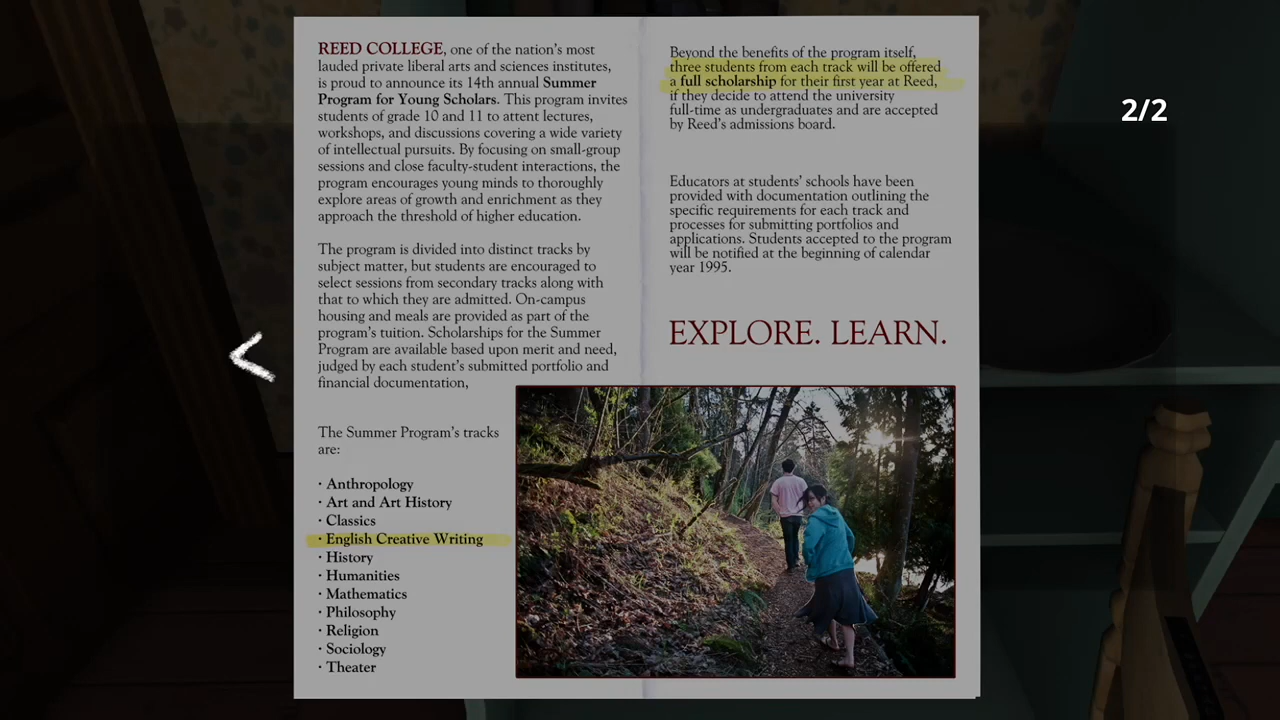 REED COLLEGE, one of the nation's most
lauded private liberal arts and sciences institutes,
is proud to announce its 14th annual Summer
Program for Young Scholars. This program invites
students of grade 10 and 11 to attent lectures,
workshops, and discussions covering a wide variety
of intellectual pursuits. By focusing on small-group
sessions and close faculty-student interactions, the
program encourages young minds to thoroughly
explore areas of growth and enrichment as they
approach the threshold of higher education.
The program is divided into distinct tracks by
subject matter, but students are encouraged to
select sessions from secondary tracks along with
that to which they are admitted. On-campus
housing and meals are provided as part of the
program's tuition. Scholarships for the Summer
Program are available based upon merit and need,
judged by each student's submitted portfolio and
financial documentation,
The Summer Program's tracks
are:
· Anthropology
· Art and Art History
· Classics
· English Creative Writing
· History
· Humanities
· Mathematics
· Philosophy
· Religion
· Sociology
· Theater
Beyond the benefits of the program itself,
three students from each track will be offered
a full scholarship for their first year at Reed,
if they decide to attend the university
full-time as undergraduates and are accepted
by Reed's admissions board.
Educators at students' schools have been
provided with documentation outlining the
specific requirements for each track and
processes for submitting portfolios and
applications. Students accepted to the program
will be notified at the beginning of calendar
year 1995.
EXPLORE. LEARN.
2/2